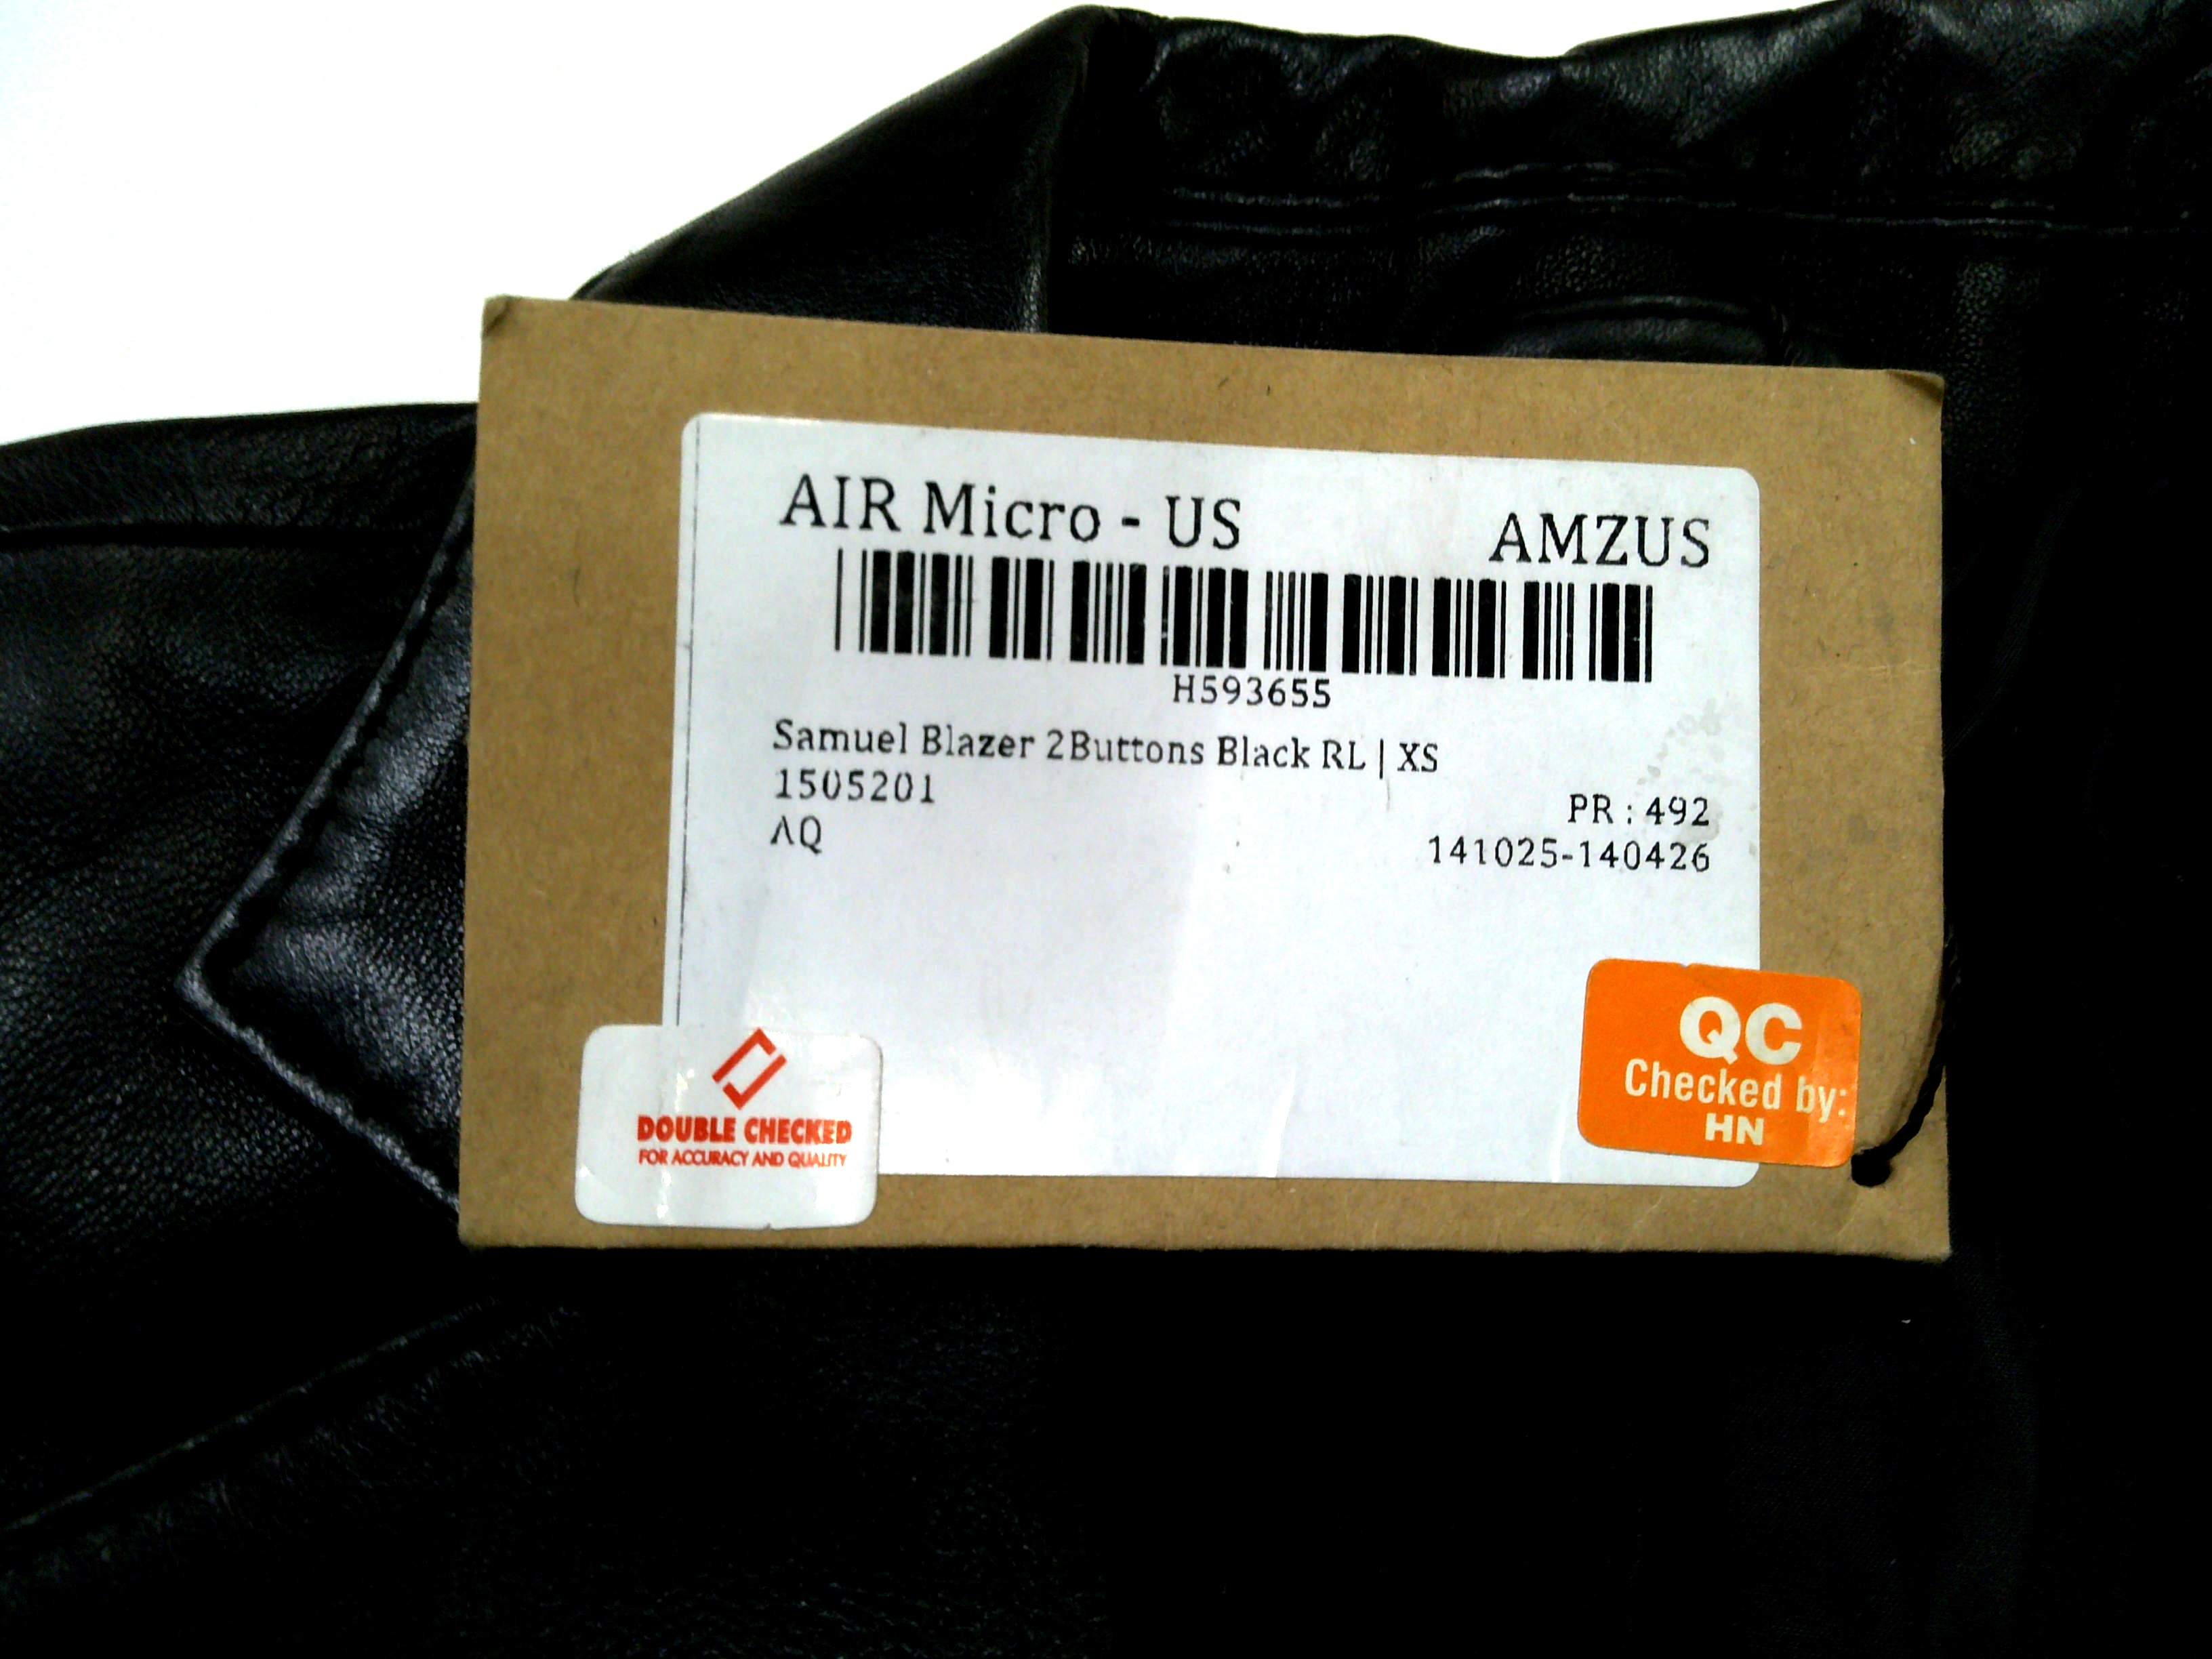 AIR Micro - US AMZUS
H593655
Samuel Blazer 2Buttons Black RL | XS
1505201
PR : 492
AQ
141025-140426
QC
Checked by:
HN
DOUBLE CHECKED
FOR ACCURACY AND QUALITY